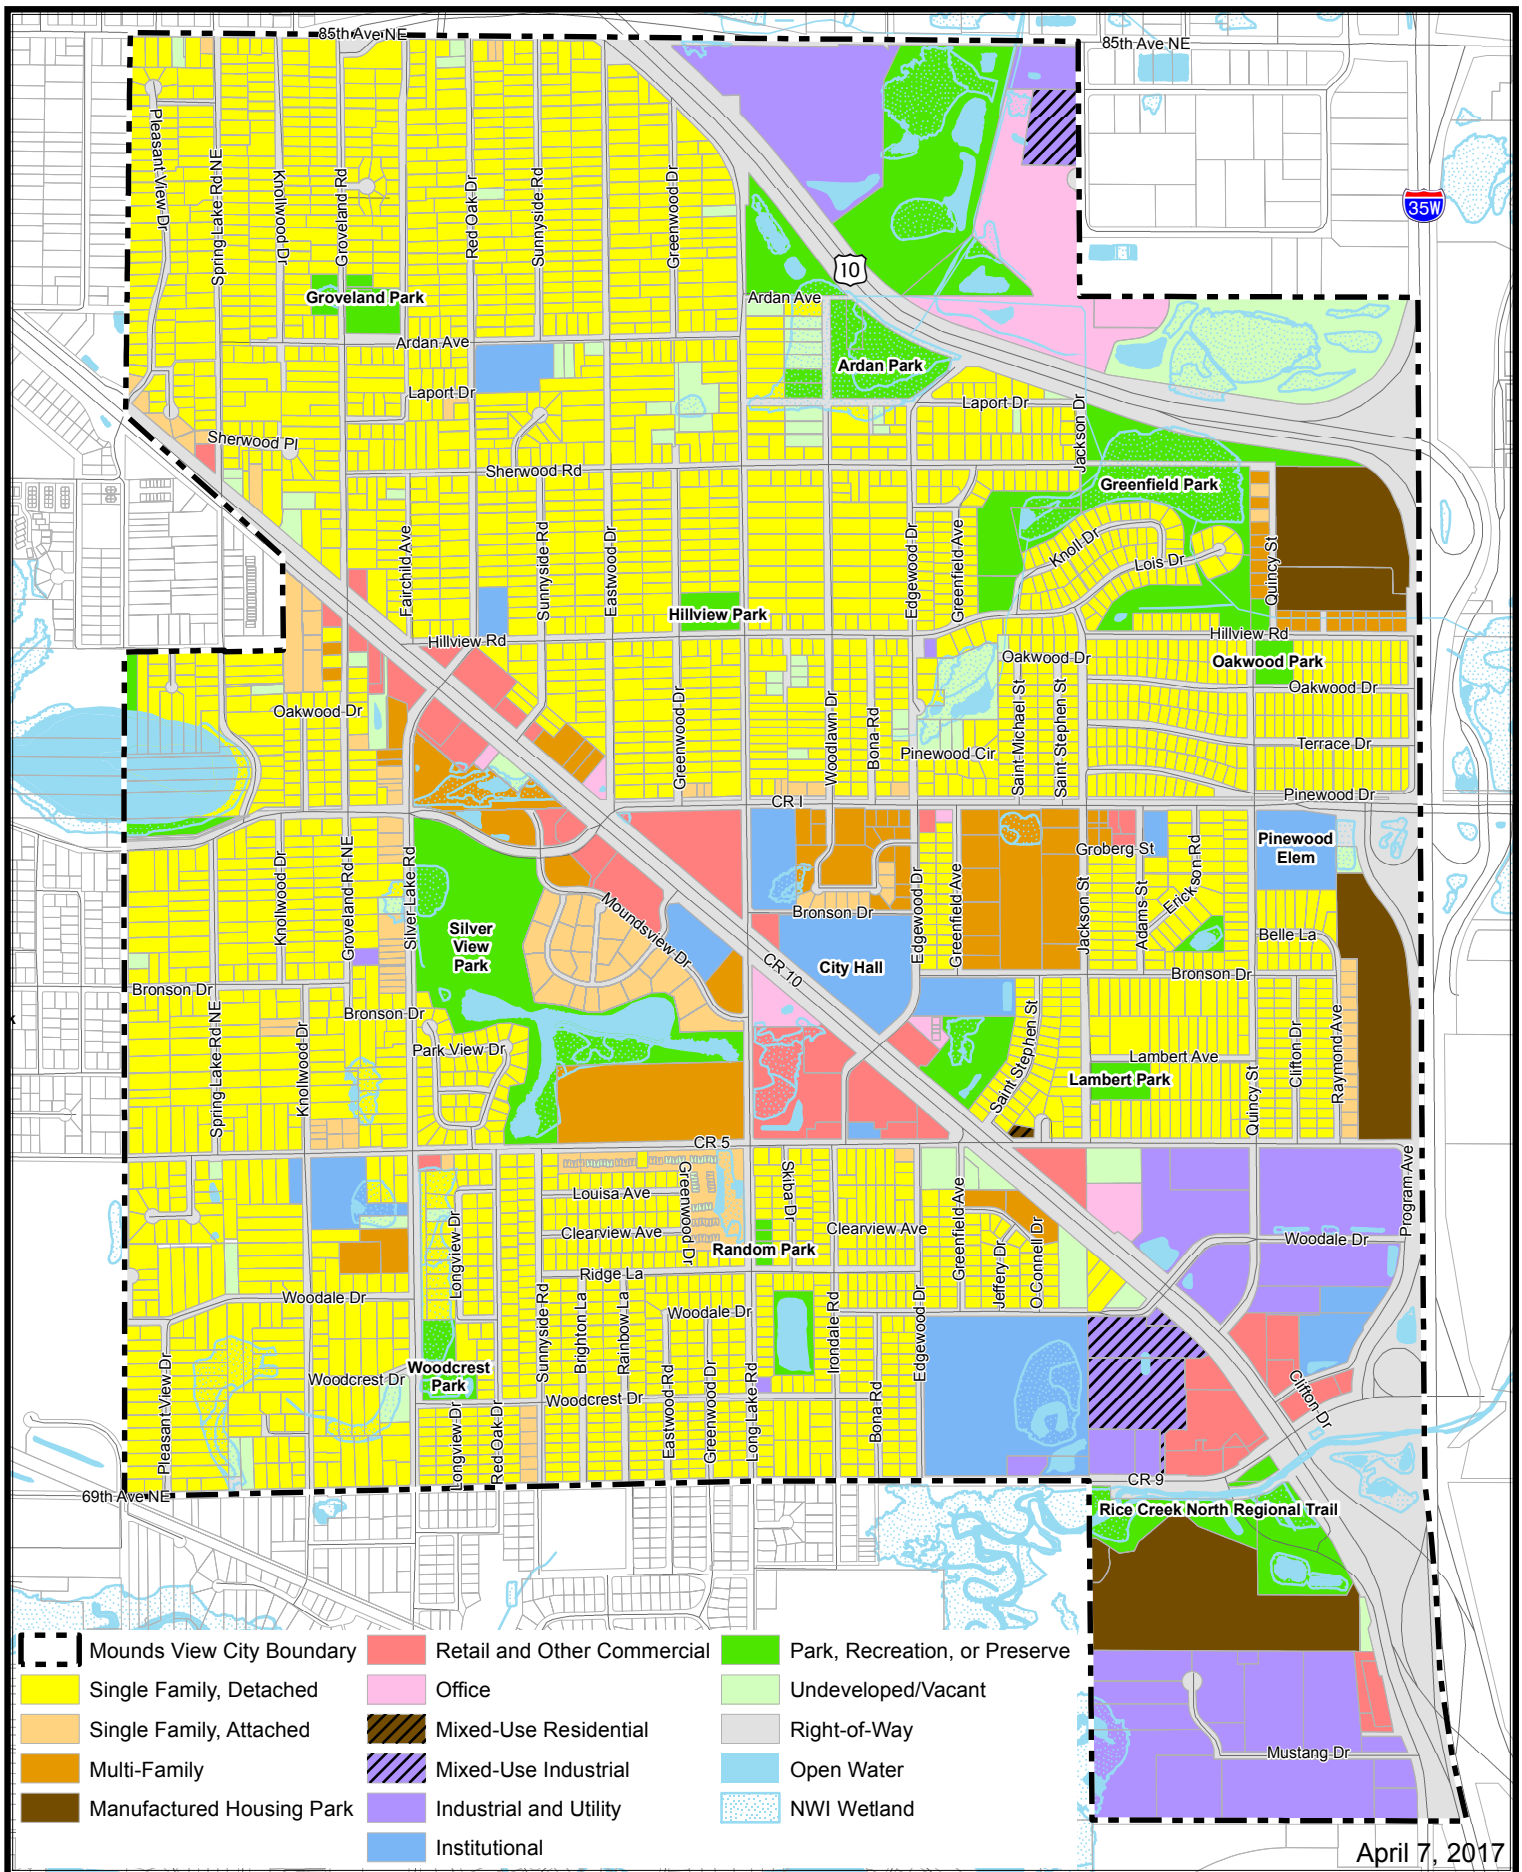 85th Ave NE
85th Ave NE
Pleasant View Dr
Spring Lake Rd NE
Knollwood Dr
Groveland Rd
Red Oak Dr
Sunnyside Rd
Greenwood Dr
35W
10
Groveland Park
Ardan Ave
Ardan Ave
Ardan Park
Laport Dr
Laport Dr
Jackson Dr
Sherwood Pl
Sherwood Rd
Greenfield Park
Fairchild Ave
Sunnyside Rd
Eastwood Dr
Edgewood Dr
Greenfield Ave
Knoll Dr
Lois Dr
Quincy St
Hillview Park
Hillview Rd
Hillview Rd
Oakwood Dr
Oakwood Park
Oakwood Dr
Oakwood Dr
Greenwood Dr
Woodlawn Dr
Bona Rd
Saint Michael St
Saint Stephen St
Pinewood Cir
Terrace Dr
Pinewood Dr
CR I
Knollwood Dr
Groveland Rd NE
Silver Lake Rd
Silver
View
Park
Moundsview Dr
Bronson Dr
City Hall
CR 10
Edgewood Dr
Greenfield Ave
Jackson St
Groberg St
Adams St
Erickson Rd
Pinewood
Elem
Belle La
Bronson Dr
Bronson Dr
Bronson Dr
Spring Lake Rd NE
Knollwood Dr
Park View Dr
Saint Stephen St
Lambert Ave
Lambert Park
Quincy St
Clifton Dr
Raymond Ave
CR 5
Louisa Ave
Clearview Ave
Greenwood Dr
Skiba Dr
Clearview Ave
Random Park
Greenfield Ave
Jeffery Dr
O Connell Dr
Program Ave
Woodale Dr
Longview Dr
Ridge La
Woodale Dr
Woodale Dr
Sunnyside Rd
Brighton La
Rainbow La
Irondale Rd
Edgewood Dr
Pleasant View Dr
Woodcrest Dr
Woodcrest
Park
Woodcrest Dr
Longview Dr
Red Oak Dr
Eastwood Rd
Greenwood Dr
Long Lake Rd
Bona Rd
Clifton Dr
CR 9
69th Ave NE
Rice Creek North Regional Trail
Mustang Dr
Mounds View City Boundary
Single Family, Detached
Single Family, Attached
Multi-Family
Manufactured Housing Park
Retail and Other Commercial
Office
Mixed-Use Residential
Mixed-Use Industrial
Industrial and Utility
Institutional
Park, Recreation, or Preserve
Undeveloped/Vacant
Right-of-Way
Open Water
NWI Wetland
April 7, 2017